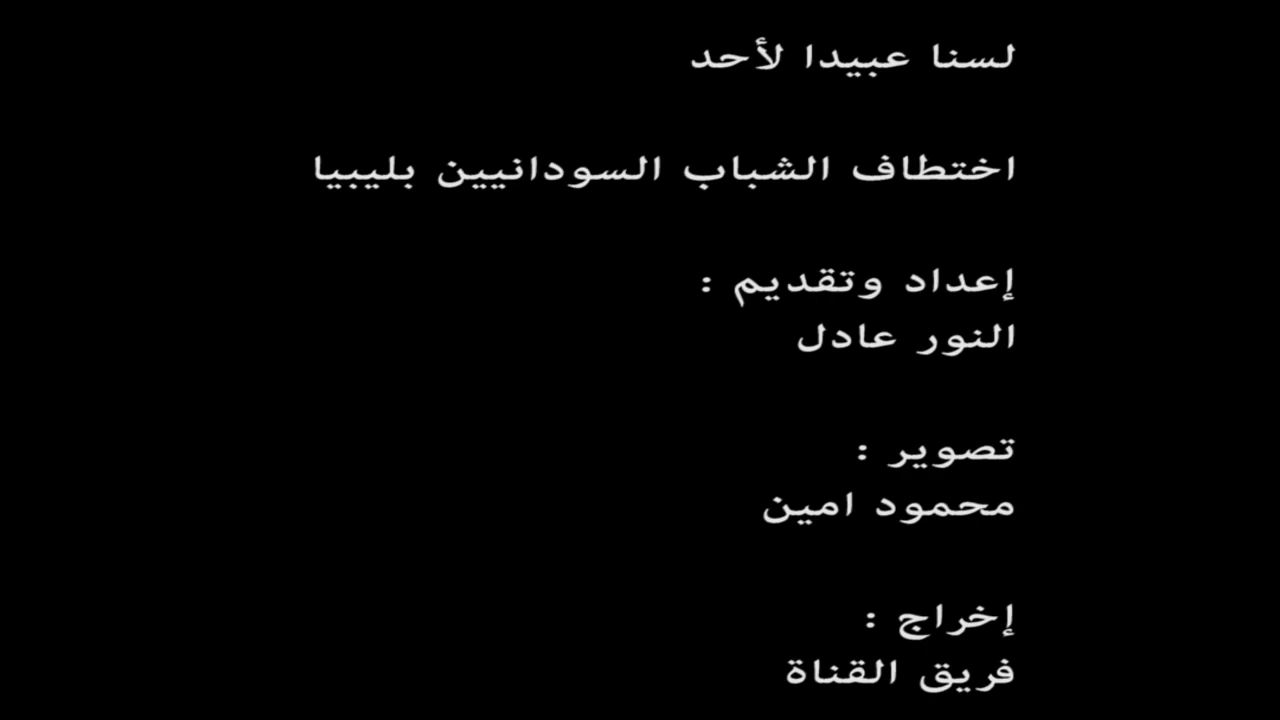 لسنا عبيدا لأحد
اختطاف الشباب السودانيين بليبيا
إعداد وتقديم :
النور عادل
تصوير :
محمود امين
إخراج :
فريق القناة